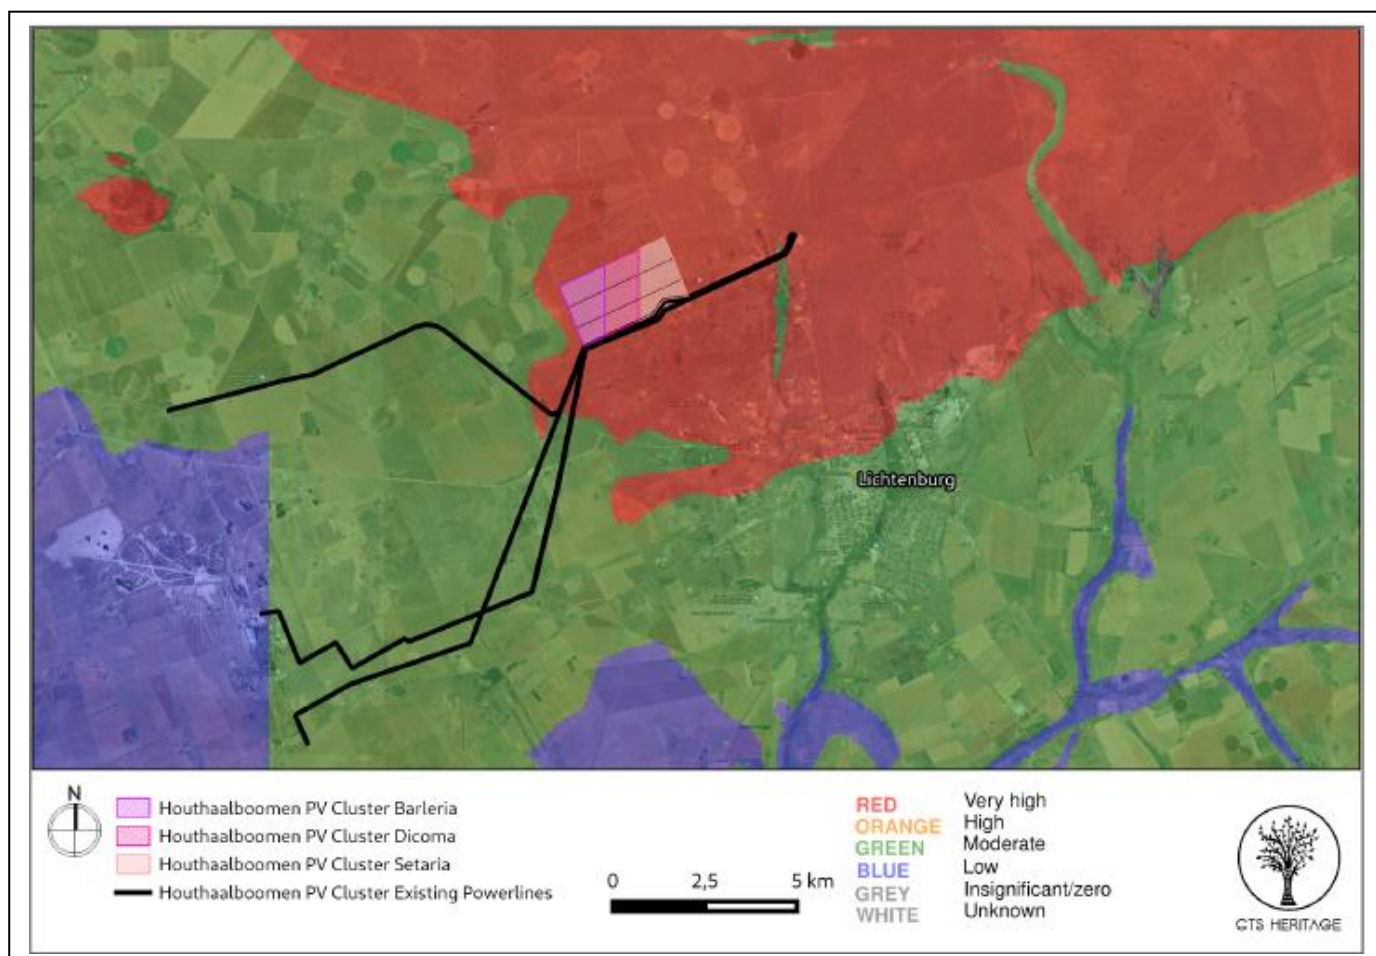 Lichtenburg
N
Houthaalboomen PV Cluster Barleria
Houthaalboomen PV Cluster Dicoma
Houthaalboomen PV Cluster Setaria
Houthaalboomen PV Cluster Existing Powerlines
0 2,5 5 km
RED Very high
ORANGE High
GREEN Moderate
BLUE Low
GREY Insignificant/zero
WHITE Unknown
CTS HERITAGE